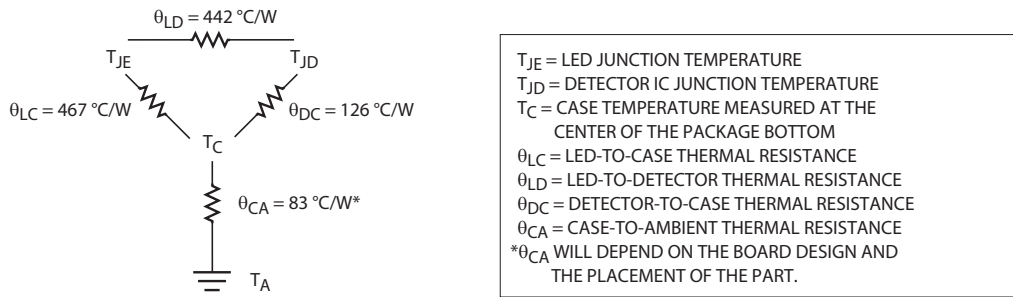 θLD = 442 °C/W
TJE
TJD
θLC = 467 °C/W
θDC = 126 °C/W
TC
θCA = 83 °C/W*
TA
TJE = LED JUNCTION TEMPERATURE
TJD = DETECTOR IC JUNCTION TEMPERATURE
TC = CASE TEMPERATURE MEASURED AT THE
CENTER OF THE PACKAGE BOTTOM
θLC = LED-TO-CASE THERMAL RESISTANCE
θLD = LED-TO-DETECTOR THERMAL RESISTANCE
θDC = DETECTOR-TO-CASE THERMAL RESISTANCE
θCA = CASE-TO-AMBIENT THERMAL RESISTANCE
*θCA WILL DEPEND ON THE BOARD DESIGN AND
THE PLACEMENT OF THE PART.